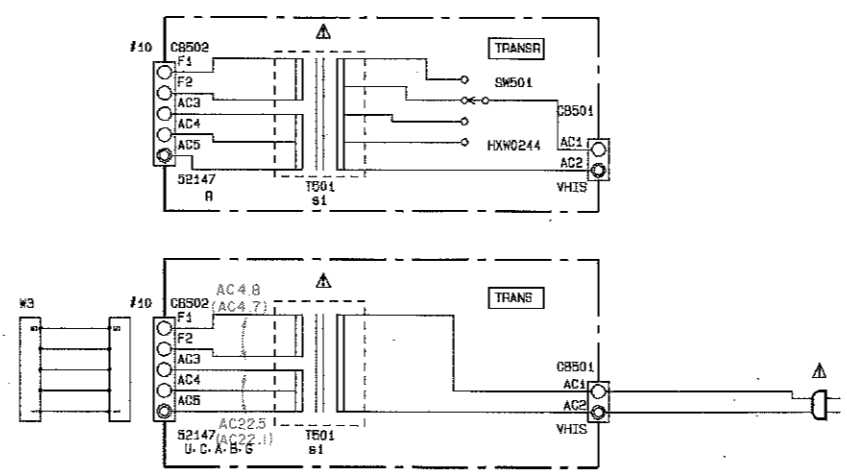 #10 CB502
TRANSR
F1
F2
AC3
AC4
AC5
SW501
CB501
HXW0244
AC1
AC2
VHIS
52147
A
T501
s1
W3
#10 CB502
AC4.8
(AC4.7)
TRANS
F1
F2
AC3
AC4
AC5
CB501
AC1
AC2
VHIS
AC22.5
(AC22.1)
52147
U.C.A.B.G
T501
s1